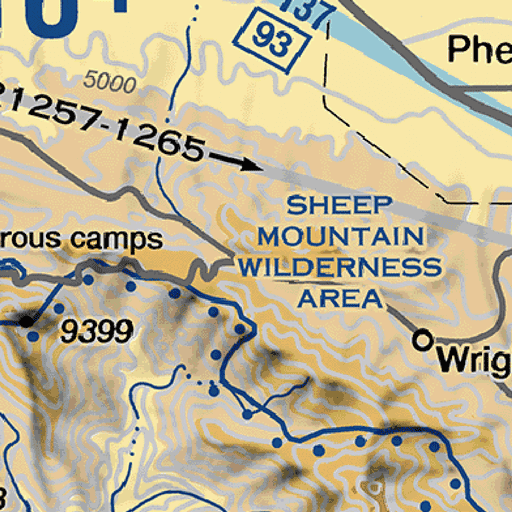 137
93
Phe
5000
21257-1265
SHEEP
MOUNTAIN
WILDERNESS
AREA
rous camps
9399
Wrig